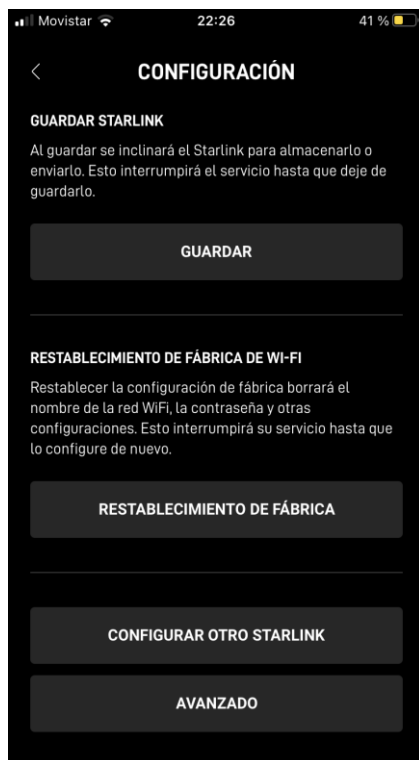 Movistar 22:26 41 %
CONFIGURACIÓN
GUARDAR STARLINK
Al guardar se inclinará el Starlink para almacenarlo o
enviarlo. Esto interrumpirá el servicio hasta que deje de
guardarlo.
GUARDAR
RESTABLECIMIENTO DE FÁBRICA DE WI-FI
Restablecer la configuración de fábrica borrará el
nombre de la red WiFi, la contraseña y otras
configuraciones. Esto interrumpirá su servicio hasta que
lo configure de nuevo.
RESTABLECIMIENTO DE FÁBRICA
CONFIGURAR OTRO STARLINK
AVANZADO